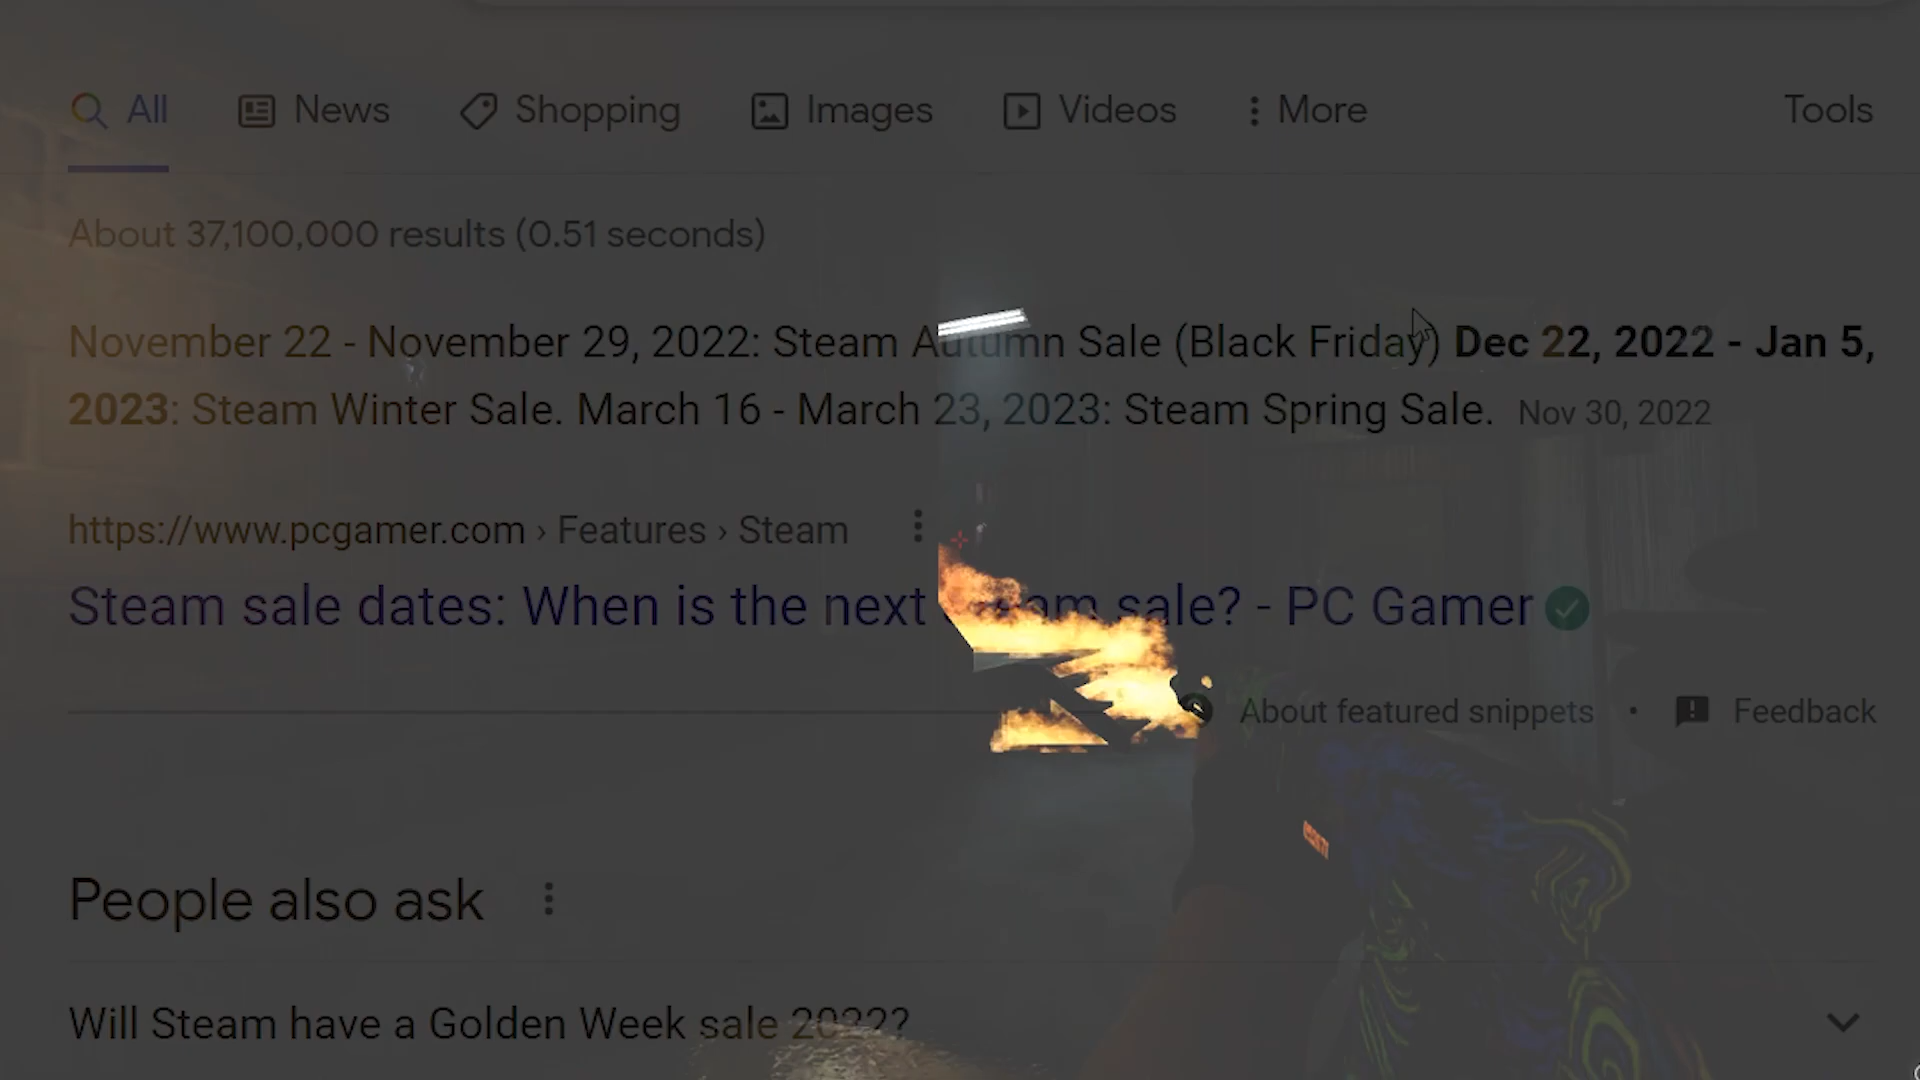 All News Shopping Images Videos More Tools
About 37,100,000 results (0.51 seconds)
November 22 - November 29, 2022: Steam Autumn Sale (Black Friday) Dec 22, 2022 - Jan 5,
2023: Steam Winter Sale. March 16 - March 23, 2023: Steam Spring Sale. Nov 30, 2022
https://www.pcgamer.com › Features › Steam
Steam sale dates: When is the next Steam sale? - PC Gamer
About featured snippets • Feedback
People also ask
Will Steam have a Golden Week sale 2022?